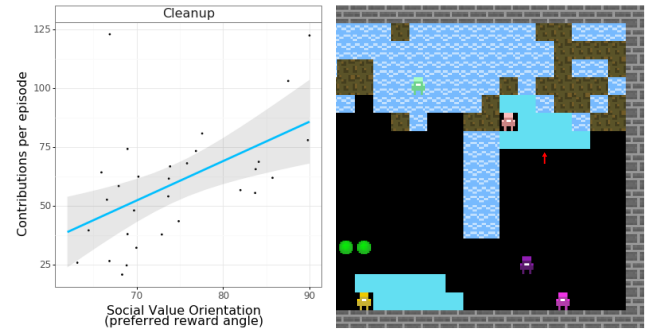 Cleanup
Contributions per episode
125
100
75
50
25
70
80
90
Social Value Orientation
(preferred reward angle)